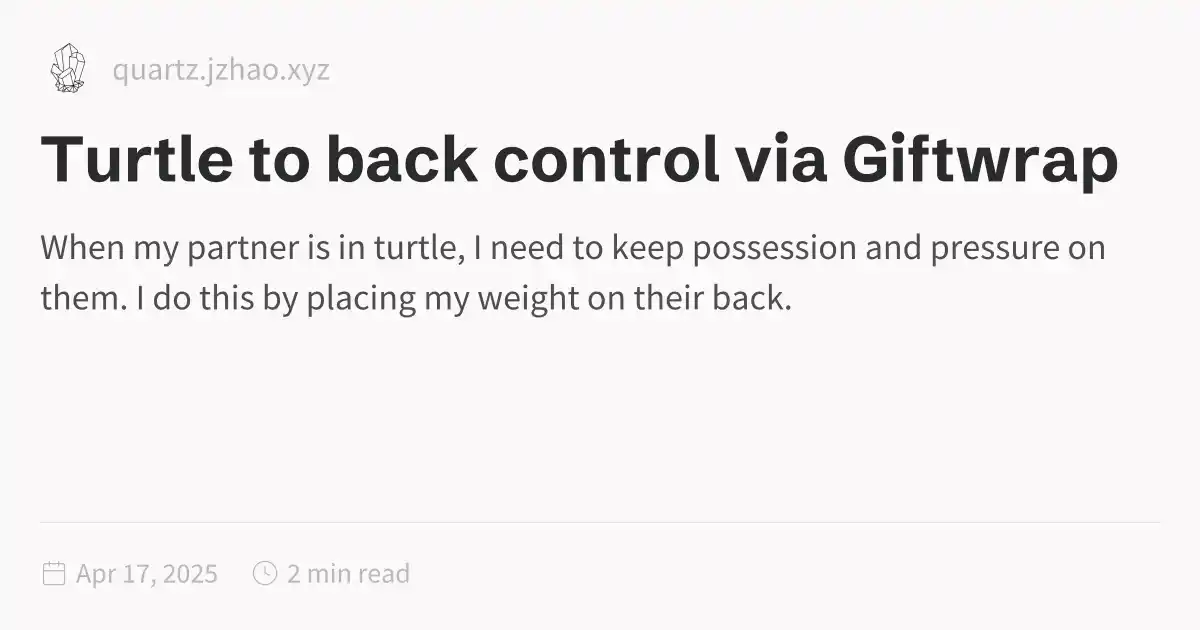 quartz.jzhao.xyz
Turtle to back control via Giftwrap
When my partner is in turtle, I need to keep possession and pressure on
them. I do this by placing my weight on their back.
Apr 17, 2025 2 min read